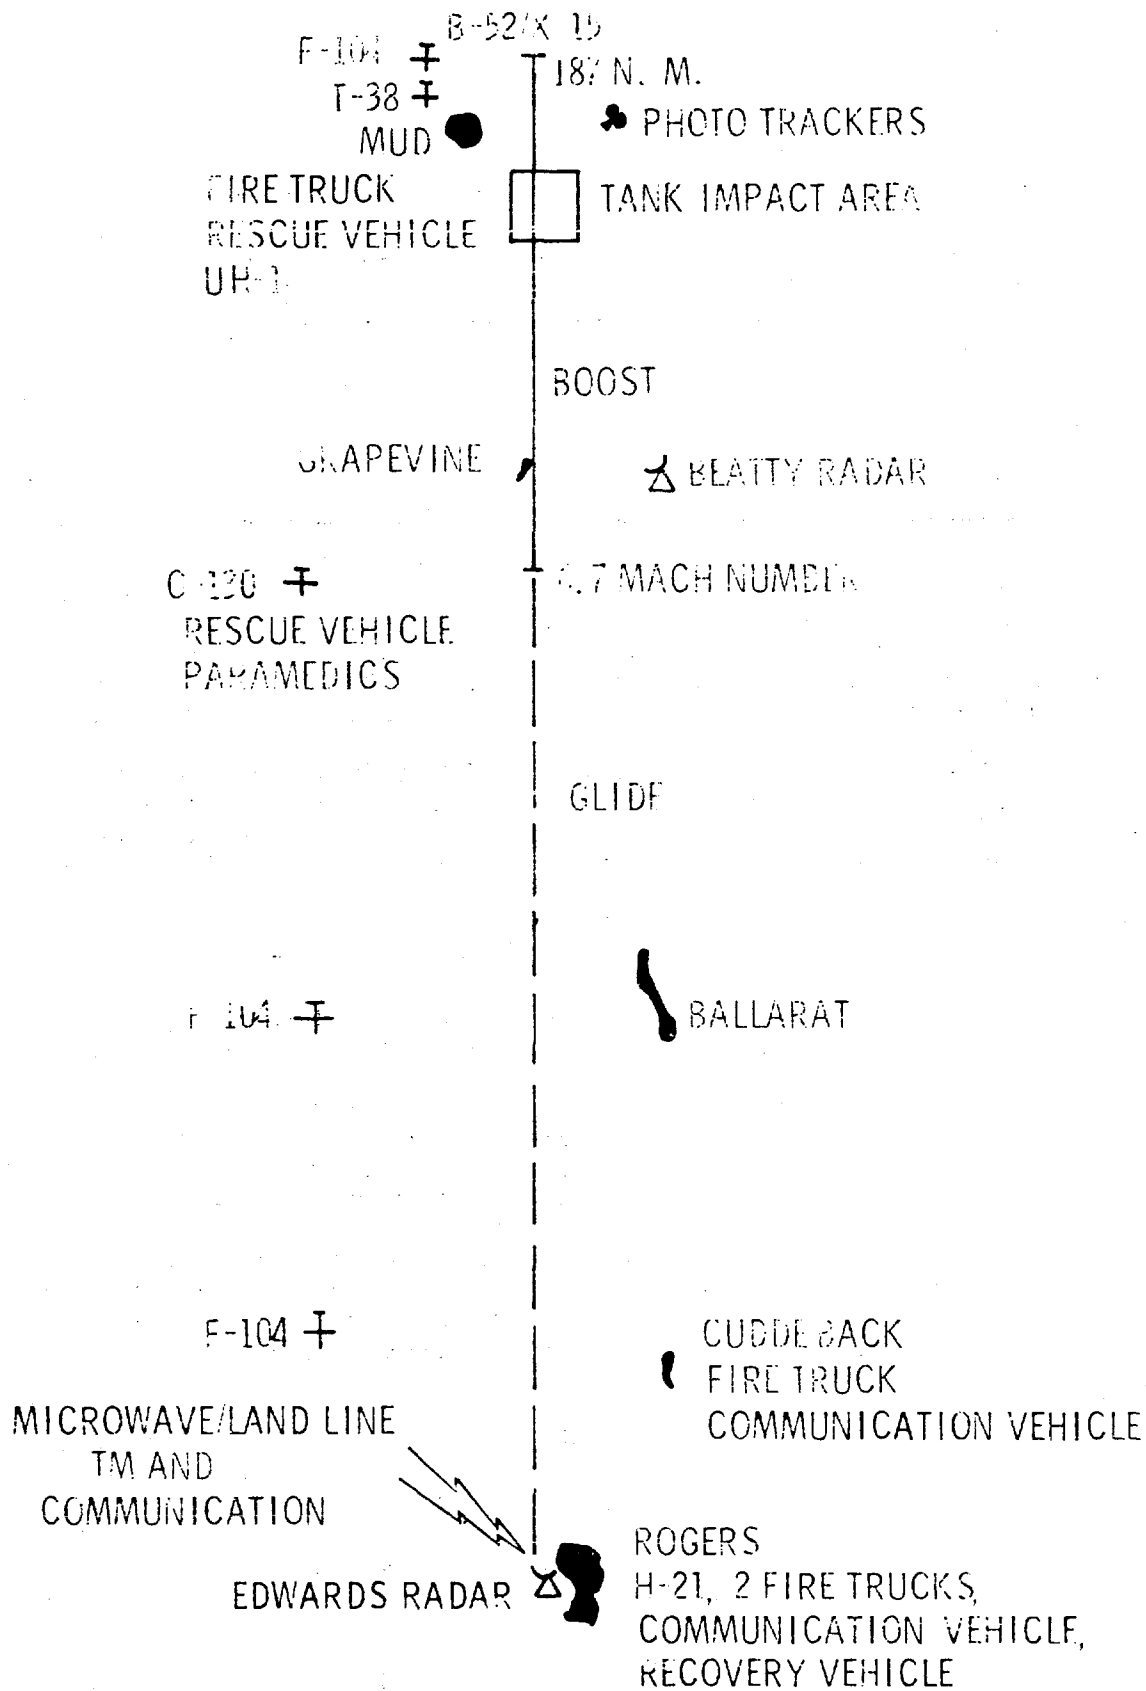 B-52/X-15
F-104
187 N. M.
T-38
PHOTO TRACKERS
MUD
FIRE TRUCK
RESCUE VEHICLE
UH-1
TANK IMPACT AREA
BOOST
GRAPEVINE
BEATTY RADAR
C-130
MACH NUMBER
RESCUE VEHICLE
PARAMEDICS
GLIDE
F-104
BALLARAT
F-104
CUDDEBACK
FIRE TRUCK
COMMUNICATION VEHICLE
MICROWAVE/LAND LINE
TM AND
COMMUNICATION
EDWARDS RADAR
ROGERS
H-21, 2 FIRE TRUCKS,
COMMUNICATION VEHICLE,
RECOVERY VEHICLE